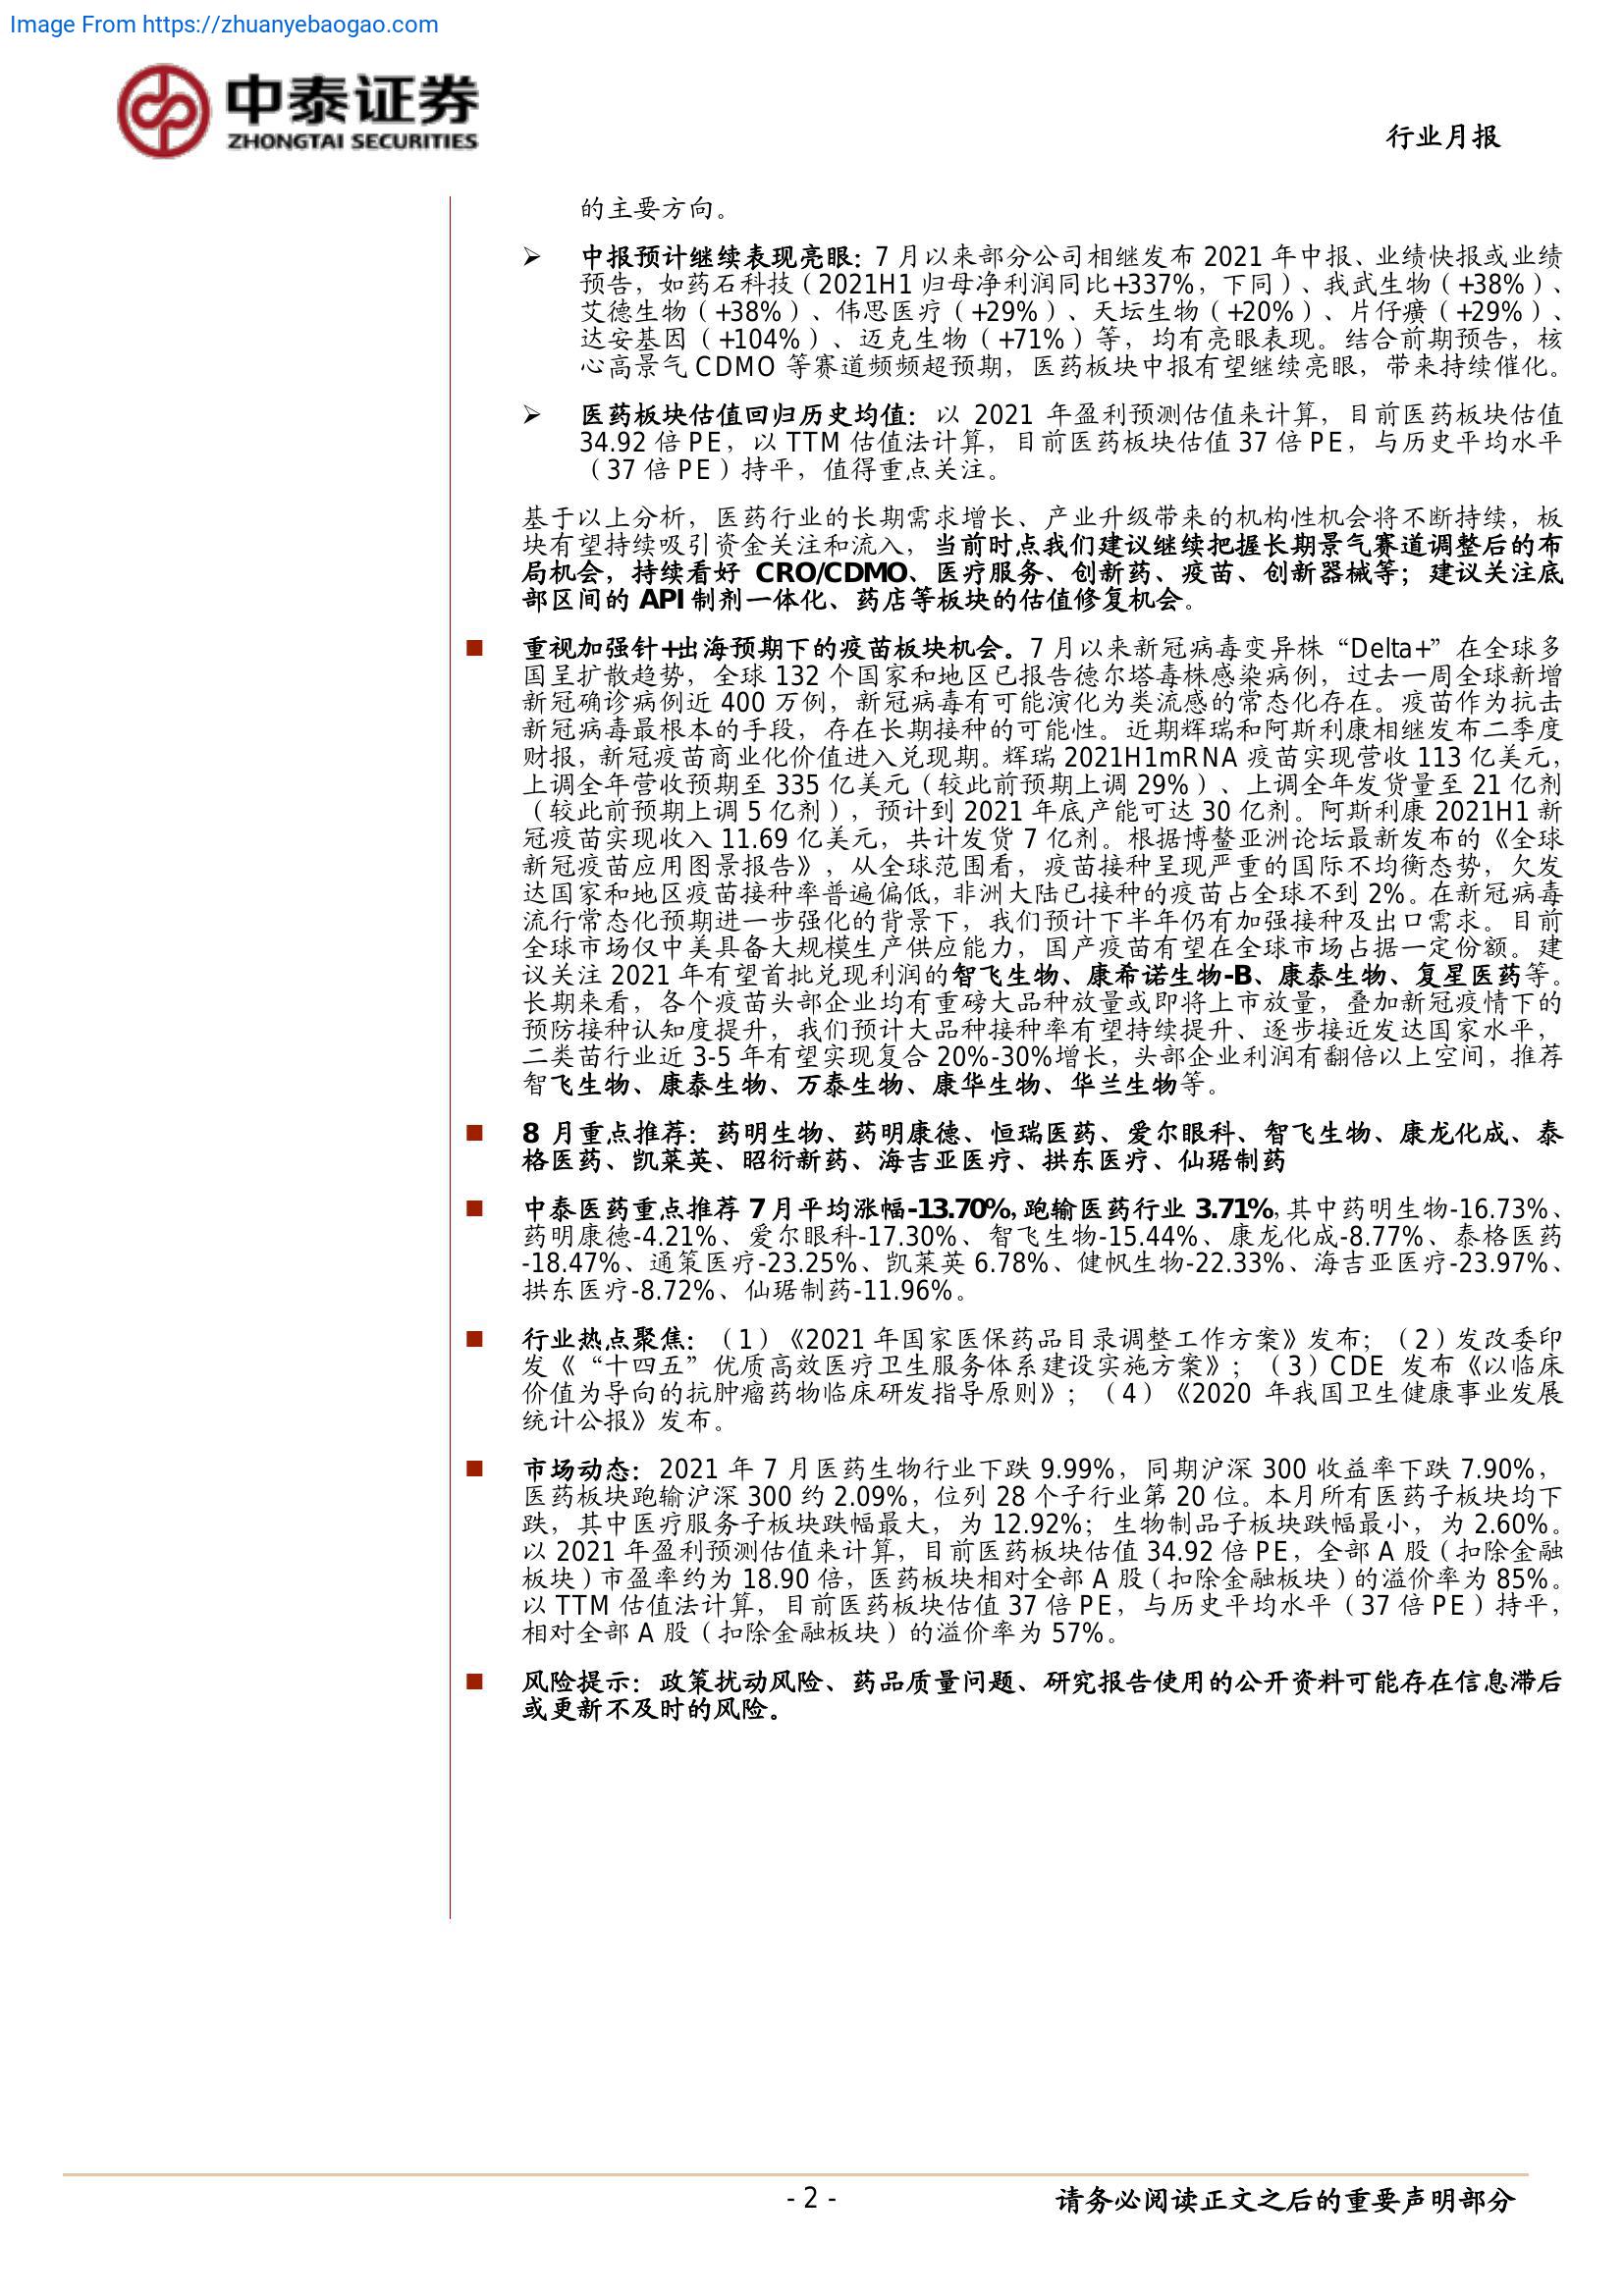 Image From https://zhuanyebaogao.com
中泰证券
ZHONGTAI SECURITIES
行业月报
的主要方向。
➢ 中报预计继续表现亮眼：7 月以来部分公司相继发布 2021 年中报、业绩快报或业绩
预告，如药石科技（2021H1 归母净利润同比+337%，下同）、我武生物（+38%）、
艾德生物（+38%）、伟思医疗（+29%）、天坛生物（+20%）、片仔癀（+29%）、
达安基因（+104%）、迈克生物（+71%）等，均有亮眼表现。结合前期预告，核
心高景气 CDMO 等赛道频频超预期，医药板块中报有望继续亮眼，带来持续催化。
➢ 医药板块估值回归历史均值：以 2021 年盈利预测估值来计算，目前医药板块估值
34.92 倍 PE，以 TTM 估值法计算，目前医药板块估值 37 倍 PE，与历史平均水平
（37 倍 PE）持平，值得重点关注。
基于以上分析，医药行业的长期需求增长、产业升级带来的机构性机会将不断持续，板
块有望持续吸引资金关注和流入，当前时点我们建议继续把握长期景气赛道调整后的布
局机会，持续看好 CRO/CDMO、医疗服务、创新药、疫苗、创新器械等；建议关注底
部区间的 API 制剂一体化、药店等板块的估值修复机会。
■ 重视加强针+出海预期下的疫苗板块机会。7 月以来新冠病毒变异株“Delta+”在全球多
国呈扩散趋势，全球 132 个国家和地区已报告德尔塔毒株感染病例，过去一周全球新增
新冠确诊病例近 400 万例，新冠病毒有可能演化为类流感的常态化存在。疫苗作为抗击
新冠病毒最根本的手段，存在长期接种的可能性。近期辉瑞和阿斯利康相继发布二季度
财报，新冠疫苗商业化价值进入兑现期。辉瑞 2021H1mRNA 疫苗实现营收 113 亿美元，
上调全年营收预期至 335 亿美元（较此前预期上调 29%）、上调全年发货量至 21 亿剂
（较此前预期上调 5 亿剂），预计到 2021 年底产能可达 30 亿剂。阿斯利康 2021H1 新
冠疫苗实现收入 11.69 亿美元，共计发货 7 亿剂。根据博鳌亚洲论坛最新发布的《全球
新冠疫苗应用图景报告》，从全球范围看，疫苗接种呈现严重的国际不均衡态势，欠发
达国家和地区疫苗接种率普遍偏低，非洲大陆已接种的疫苗占全球不到 2%。在新冠病毒
流行常态化预期进一步强化的背景下，我们预计下半年仍有加强接种及出口需求。目前
全球市场仅中美具备大规模生产供应能力，国产疫苗有望在全球市场占据一定份额。建
议关注 2021 年有望首批兑现利润的智飞生物、康希诺生物-B、康泰生物、复星医药等。
长期来看，各个疫苗头部企业均有重磅大品种放量或即将上市放量，叠加新冠疫情下的
预防接种认知度提升，我们预计大品种接种率有望持续提升、逐步接近发达国家水平，
二类苗行业近 3-5 年有望实现复合 20%-30%增长，头部企业利润有翻倍以上空间，推荐
智飞生物、康泰生物、万泰生物、康华生物、华兰生物等。
■ 8 月重点推荐：药明生物、药明康德、恒瑞医药、爱尔眼科、智飞生物、康龙化成、泰
格医药、凯莱英、昭衍新药、海吉亚医疗、拱东医疗、仙琚制药
■ 中泰医药重点推荐 7 月平均涨幅-13.70%，跑输医药行业 3.71%，其中药明生物-16.73%、
药明康德-4.21%、爱尔眼科-17.30%、智飞生物-15.44%、康龙化成-8.77%、泰格医药
-18.47%、通策医疗-23.25%、凯莱英 6.78%、健帆生物-22.33%、海吉亚医疗-23.97%、
拱东医疗-8.72%、仙琚制药-11.96%。
■ 行业热点聚焦：（1）《2021 年国家医保药品目录调整工作方案》发布；（2）发改委印
发《“十四五”优质高效医疗卫生服务体系建设实施方案》；（3）CDE 发布《以临床
价值为导向的抗肿瘤药物临床研发指导原则》；（4）《2020 年我国卫生健康事业发展
统计公报》发布。
■ 市场动态：2021 年 7 月医药生物行业下跌 9.99%，同期沪深 300 收益率下跌 7.90%，
医药板块跑输沪深 300 约 2.09%，位列 28 个子行业第 20 位。本月所有医药子板块均下
跌，其中医疗服务子板块跌幅最大，为 12.92%；生物制品子板块跌幅最小，为 2.60%。
以 2021 年盈利预测估值来计算，目前医药板块估值 34.92 倍 PE，全部 A 股（扣除金融
板块）市盈率约为 18.90 倍，医药板块相对全部 A 股（扣除金融板块）的溢价率为 85%。
以 TTM 估值法计算，目前医药板块估值 37 倍 PE，与历史平均水平（37 倍 PE）持平，
相对全部 A 股（扣除金融板块）的溢价率为 57%。
■ 风险提示：政策扰动风险、药品质量问题、研究报告使用的公开资料可能存在信息滞后
或更新不及时的风险。
- 2 -
请务必阅读正文之后的重要声明部分